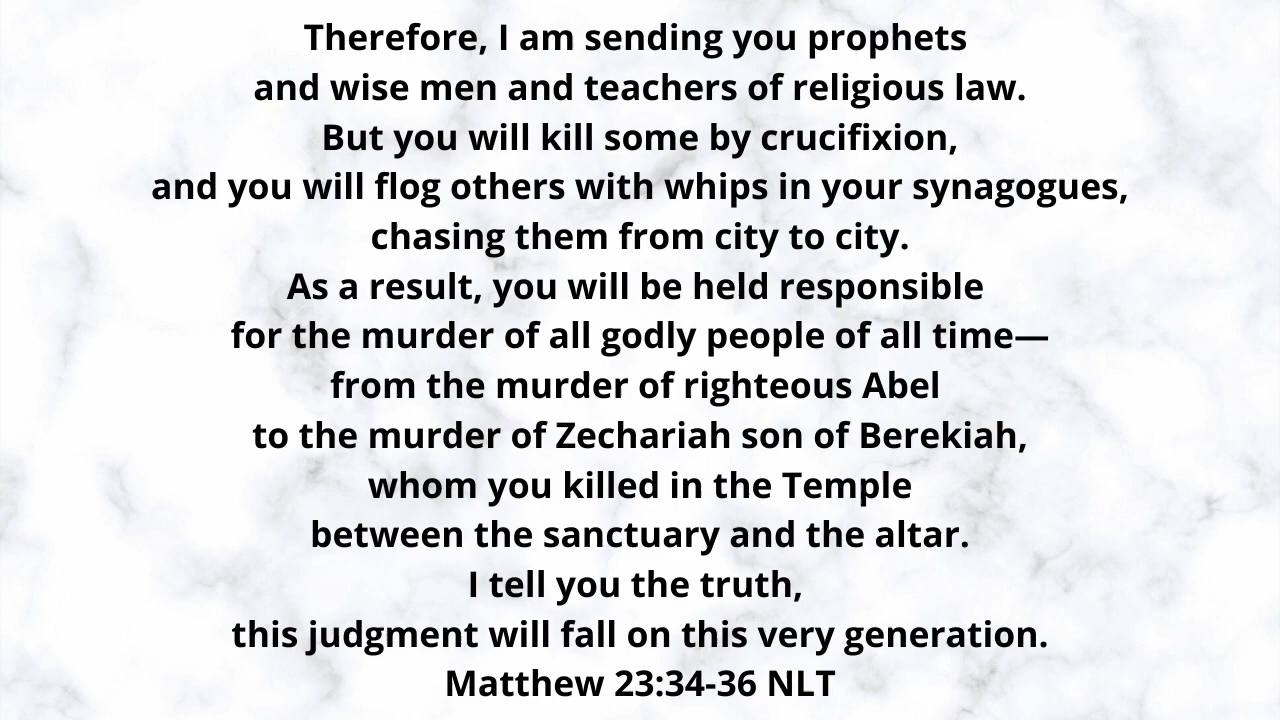 Therefore, I am sending you prophets
and wise men and teachers of religious law.
But you will kill some by crucifixion,
and you will flog others with whips in your synagogues,
chasing them from city to city.
As a result, you will be held responsible
for the murder of all godly people of all time—
from the murder of righteous Abel
to the murder of Zechariah son of Berekiah,
whom you killed in the Temple
between the sanctuary and the altar.
I tell you the truth,
this judgment will fall on this very generation.
Matthew 23:34-36 NLT